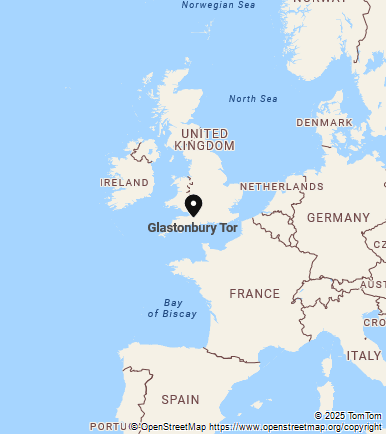 Norwegian Sea
NORWAY
North Sea
DENMARK
UNITED
KINGDOM
IRELAND
NETHERLANDS
GERMANY
Glastonbury Tor
CZ
AUST
FRANCE
Bay
of Biscay
CRO
ITALY
SPAIN
© 2025 TomTom
PORTUG
© OpenStreetMap https://www.openstreetmap.org/copyright